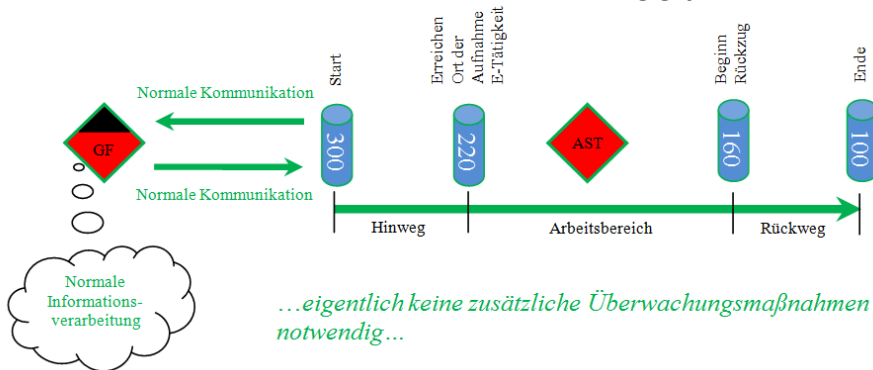 Start
Erreichen
Ort der
Aufnahme
E-Tätigkeit
Beginn
Rückzug
Ende
Normale Kommunikation
GF
300
220
AST
160
100
Normale Kommunikation
Hinweg
Arbeitsbereich
Rückweg
Normale
Informations-
verarbeitung
…eigentlich keine zusätzliche Überwachungsmaßnahmen
notwendig…